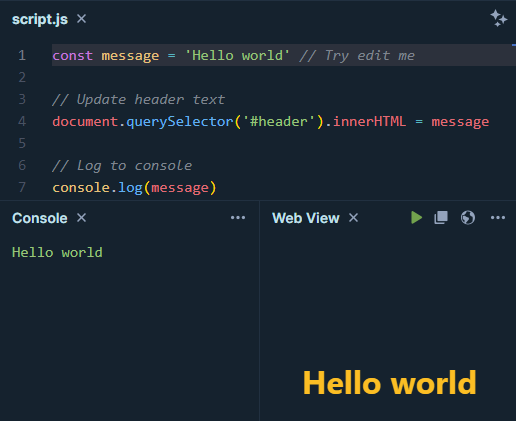 script.js
1 const message = 'Hello world' // Try edit me
2
3 // Update header text
4 document.querySelector('#header').innerHTML = message
5
6 // Log to console
7 console.log(message)
Console
Web View
Hello world
Hello world